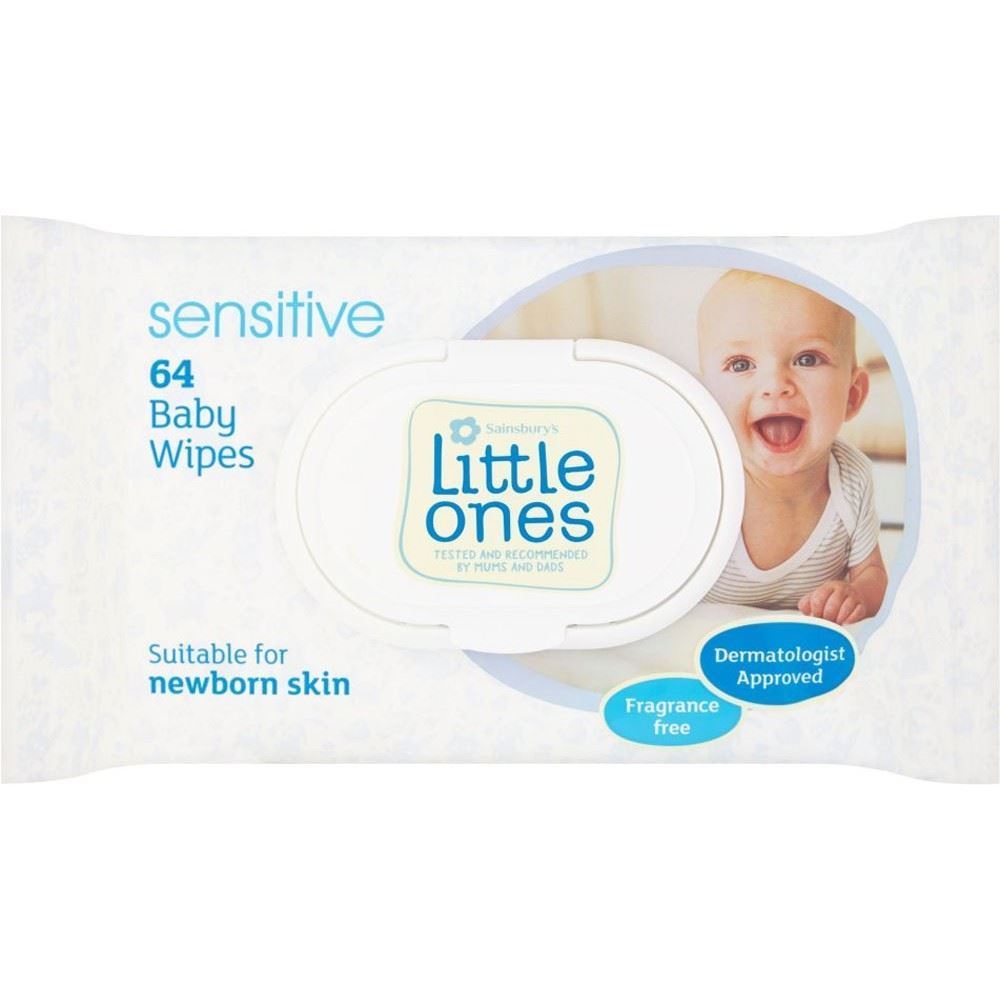 sensitive
64
Baby
Wipes
Sainsbury's
Little
ones
TESTED AND RECOMMENDED
BY MUMS AND DADS
Suitable for
newborn skin
Dermatologist
Approved
Fragrance
free